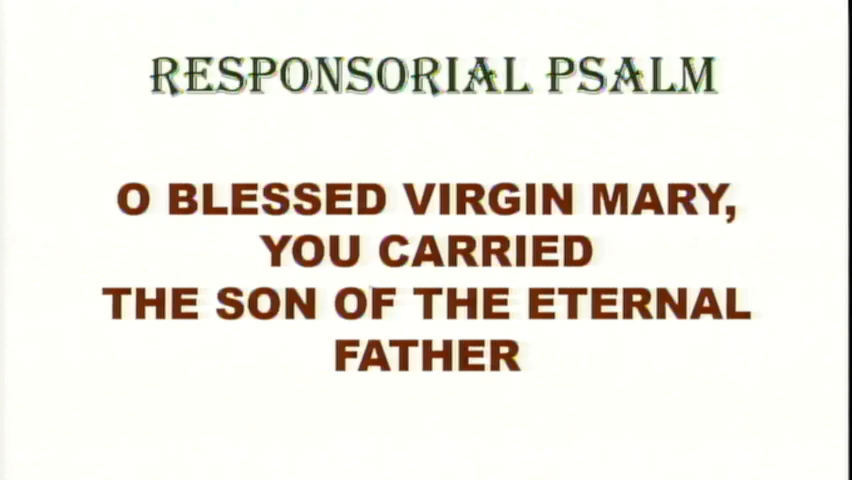 RESPONSORIAL PSALM
O BLESSED VIRGIN MARY,
YOU CARRIED
THE SON OF THE ETERNAL
FATHER